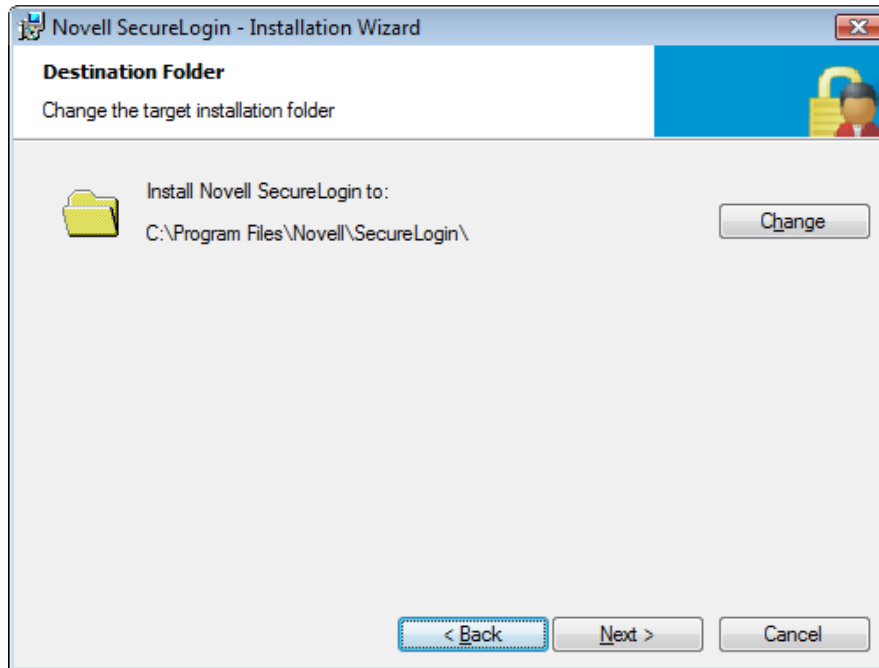 Novell SecureLogin - Installation Wizard
Destination Folder
Change the target installation folder
Install Novell SecureLogin to:
C:\Program Files\Novell\SecureLogin\
Change
< Back
Next >
Cancel